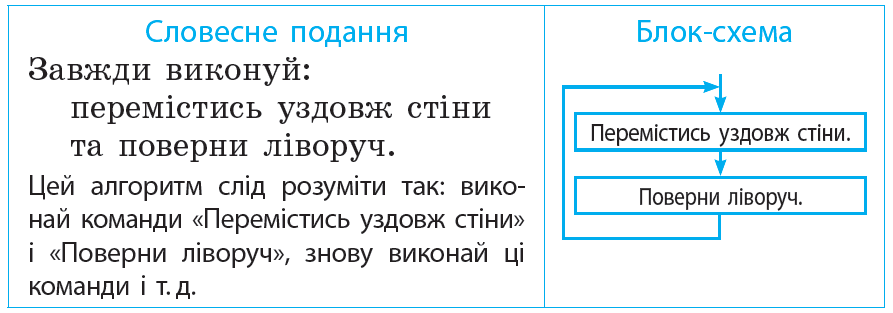 Словесне подання
Завжди виконуй:
перемістись уздовж стіни
та поверни ліворуч.
Цей алгоритм слід розуміти так: вико-
най команди «Перемістись уздовж стіни»
і «Поверни ліворуч», знову виконай ці
команди і т. д.
Блок-схема
Перемістись уздовж стіни.
Поверни ліворуч.